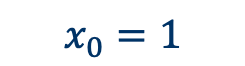 x₀ = 1